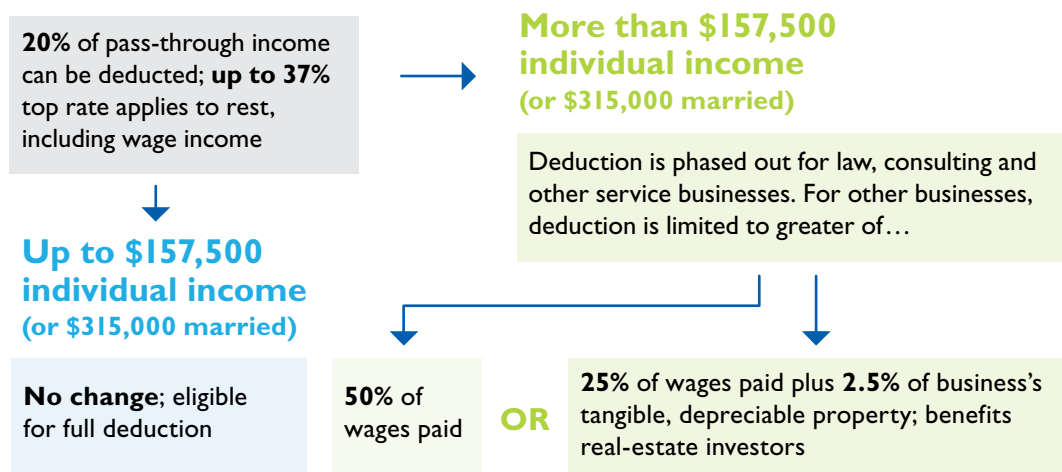 20% of pass-through income
can be deducted; up to 37%
top rate applies to rest,
including wage income
More than $157,500
individual income
(or $315,000 married)
Deduction is phased out for law, consulting and
other service businesses. For other businesses,
deduction is limited to greater of…
Up to $157,500
individual income
(or $315,000 married)
No change; eligible
for full deduction
50% of
wages paid
OR
25% of wages paid plus 2.5% of business’s
tangible, depreciable property; benefits
real-estate investors